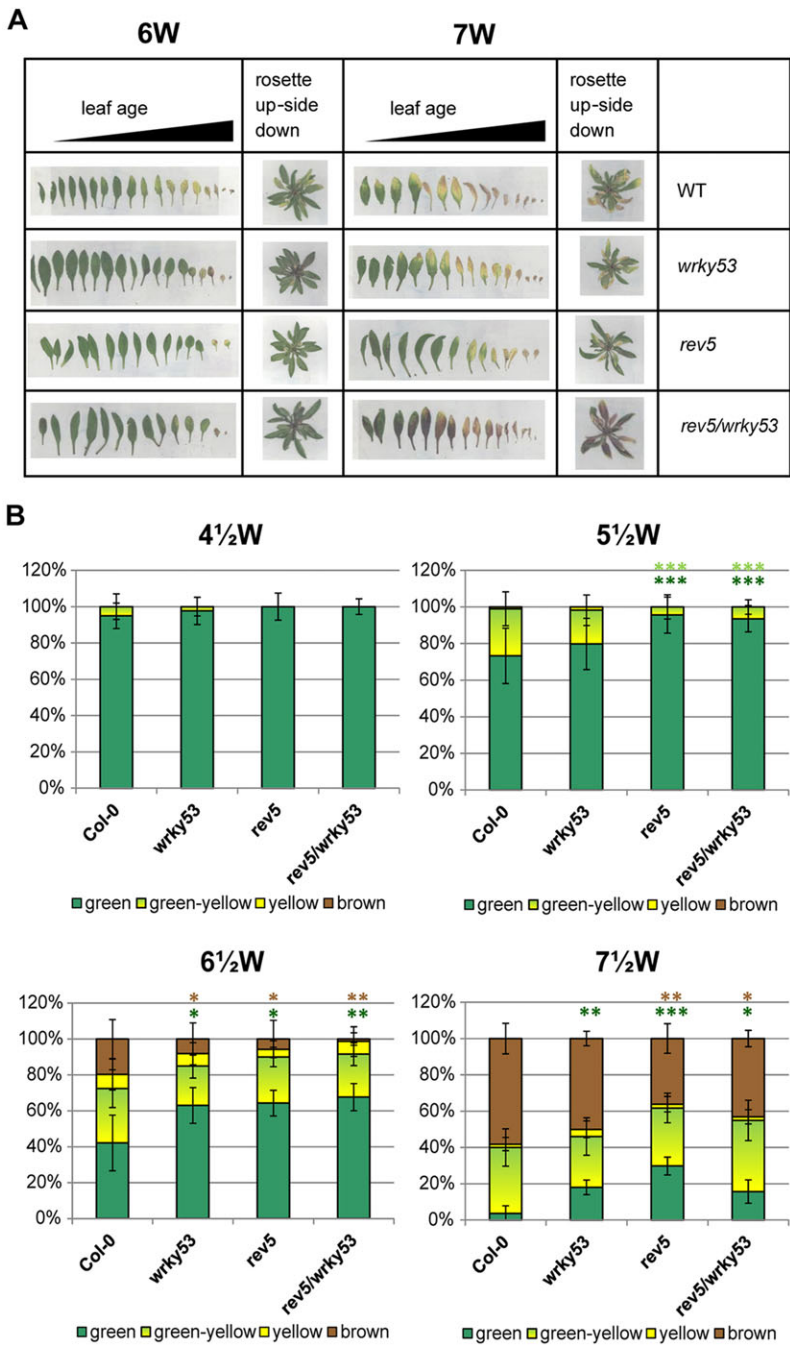 A
6W
7W
leaf age
rosette
up-side
down
leaf age
rosette
up-side
down
WT
wrky53
rev5
rev5/wrky53
B
4½W
120%
100%
80%
60%
40%
20%
0%
Col-0
wrky53
rev5
rev5/wrky53
green
green-yellow
yellow
brown
5½W
***
***
***
***
120%
100%
80%
60%
40%
20%
0%
Col-0
wrky53
rev5
rev5/wrky53
green
green-yellow
yellow
brown
6½W
*
*
**
*
*
**
120%
100%
80%
60%
40%
20%
0%
Col-0
wrky53
rev5
rev5/wrky53
green
green-yellow
yellow
brown
7½W
**
*
**
***
*
120%
100%
80%
60%
40%
20%
0%
Col-0
wrky53
rev5
rev5/wrky53
green
green-yellow
yellow
brown